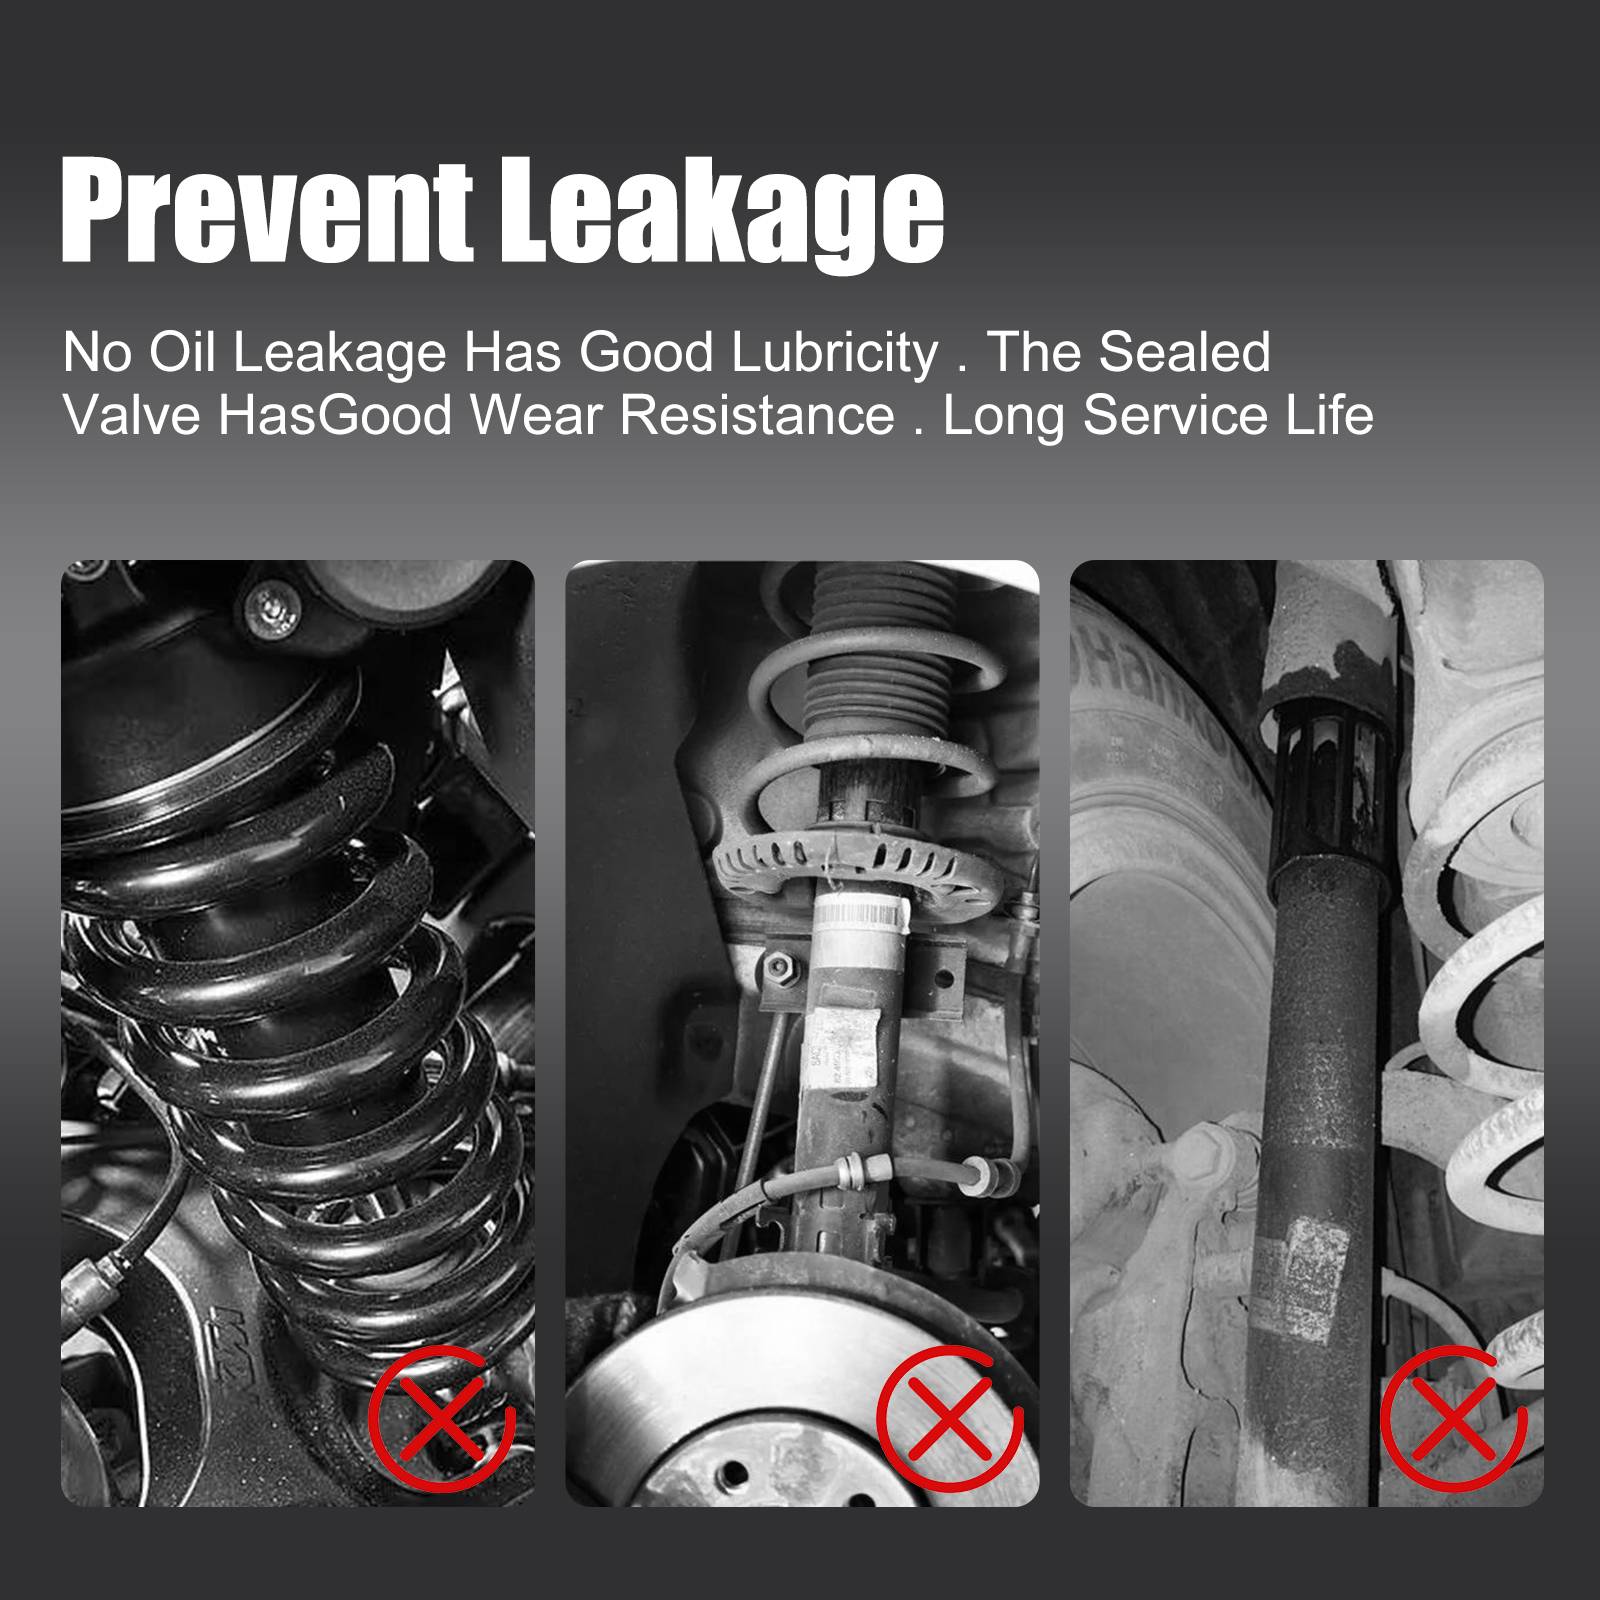 Prevent Leakage
No Oil Leakage Has Good Lubricity . The Sealed
Valve HasGood Wear Resistance . Long Service Life